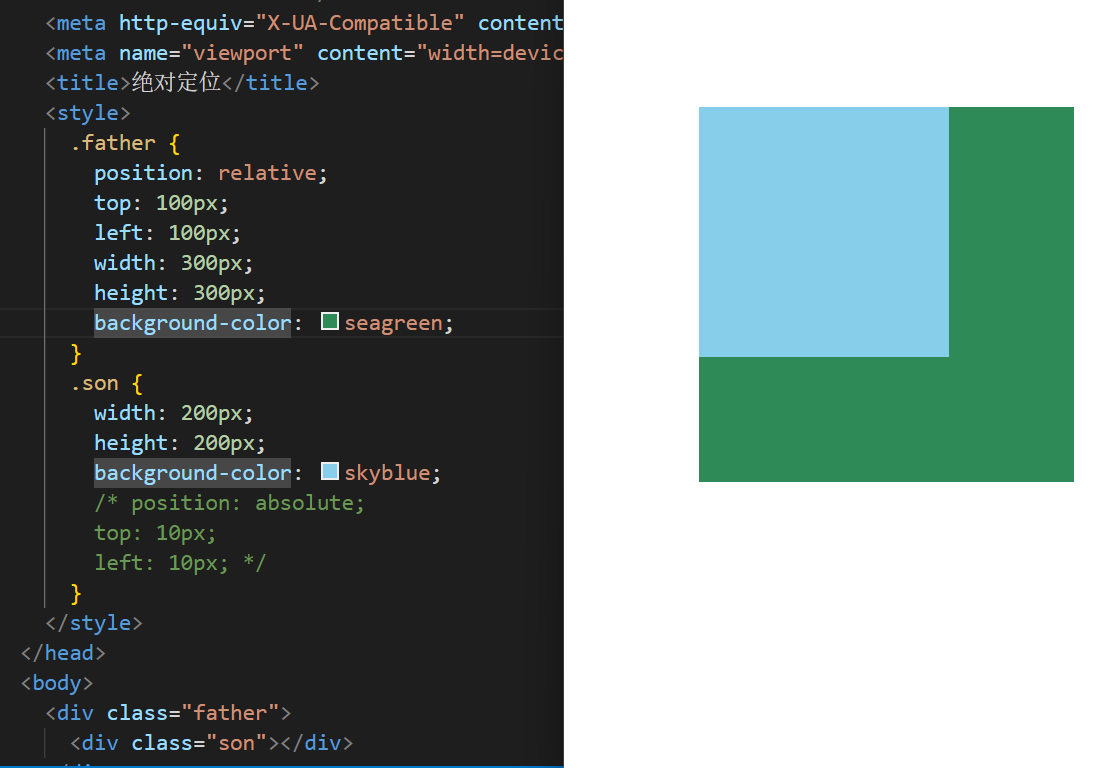 <meta http-equiv="X-UA-Compatible" content
<meta name="viewport" content="width=devic
<title>绝对定位</title>
<style>
.father {
position: relative;
top: 100px;
left: 100px;
width: 300px;
height: 300px;
background-color: seagreen;
}
.son {
width: 200px;
height: 200px;
background-color: skyblue;
/* position: absolute;
top: 10px;
left: 10px; */
}
</style>
</head>
<body>
<div class="father">
<div class="son"></div>